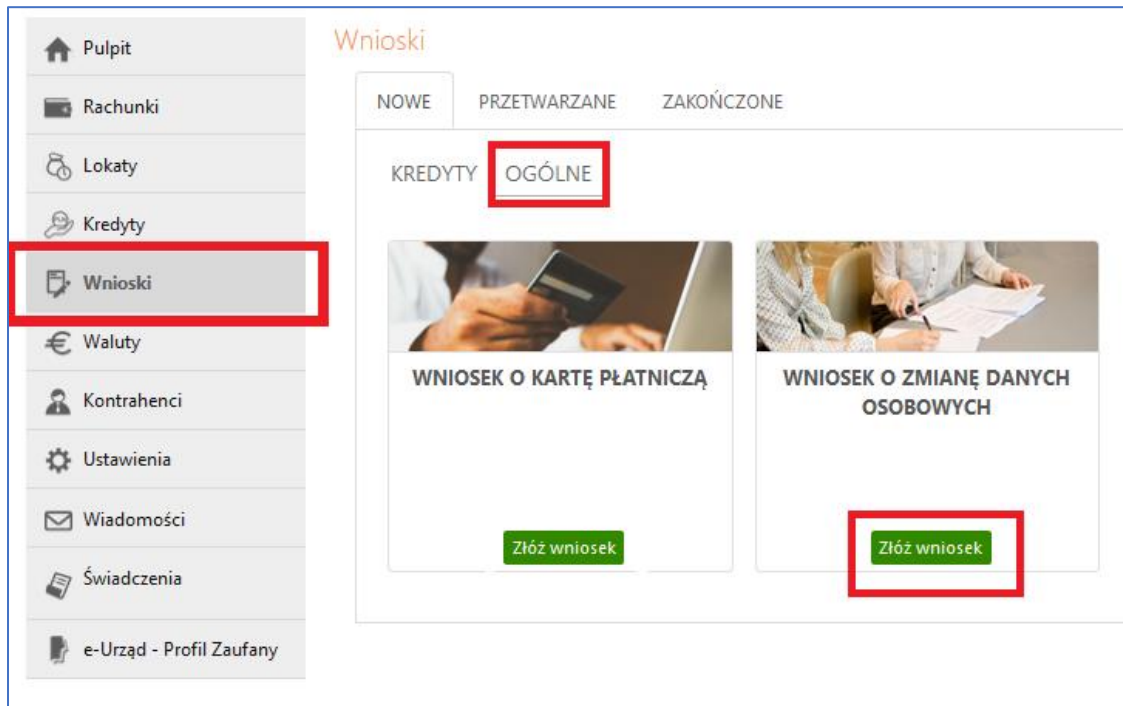 Pulpit
Rachunki
Lokaty
Kredyty
Wnioski
Waluty
Kontrahenci
Ustawienia
Wiadomości
Świadczenia
e-Urząd - Profil Zaufany
Wnioski
NOWE PRZETWARZANE ZAKOŃCZONE
KREDYTY OGÓLNE
WNIOSEK O KARTĘ PŁATNICZĄ
Złóż wniosek
WNIOSEK O ZMIANĘ DANYCH
OSOBOWYCH
Złóż wniosek